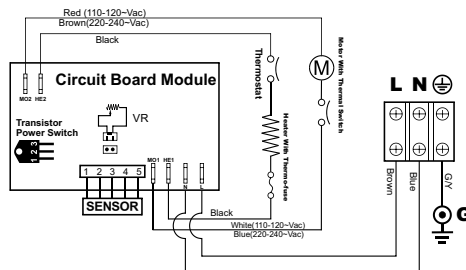 Red (110-120~Vac)
Brown(220-240~Vac)
Black
MO2
HE2
Circuit Board Module
Transistor
Power Switch
1 2 3
VR
MO1
HE1
N
L
1 2 3 4 5
SENSOR
Thermostat
Heater With Thermo-fuse
M
Motor With Thermal Switch
Black
White(110-120~Vac)
Blue(220-240~Vac)
L N
Brown
Blue
G/Y
G